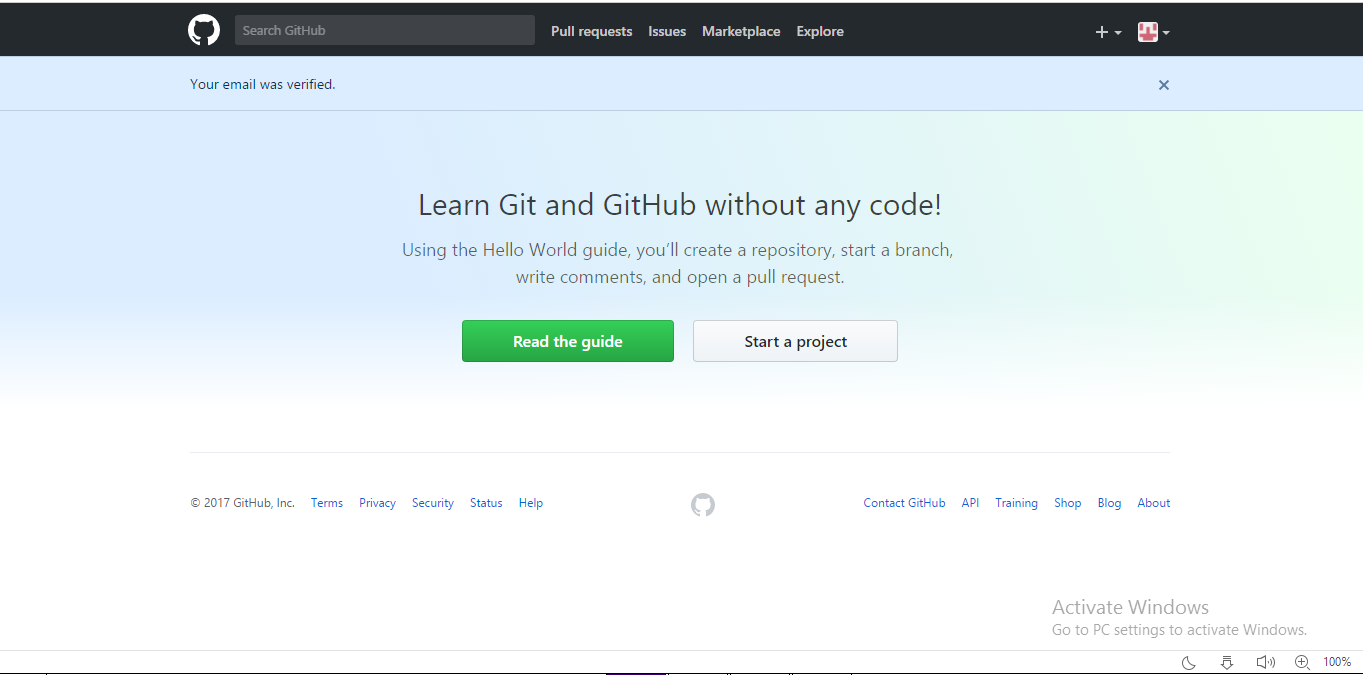 Search GitHub Pull requests Issues Marketplace Explore
Your email was verified.
Learn Git and GitHub without any code!
Using the Hello World guide, you’ll create a repository, start a branch,
write comments, and open a pull request.
Read the guide Start a project
© 2017 GitHub, Inc. Terms Privacy Security Status Help Contact GitHub API Training Shop Blog About
Activate Windows
Go to PC settings to activate Windows.
100%